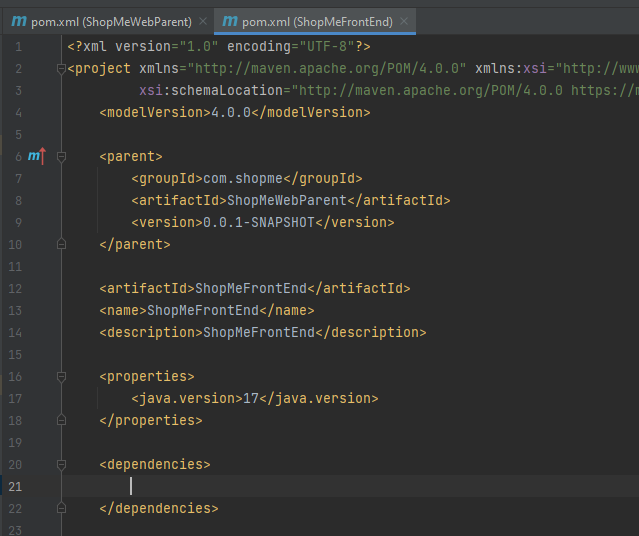 pom.xml (ShopMeWebParent) × pom.xml (ShopMeFrontEnd) ×
1 <?xml version="1.0" encoding="UTF-8"?>
2 <project xmlns="http://maven.apache.org/POM/4.0.0" xmlns:xsi="http://www
3 xsi:schemaLocation="http://maven.apache.org/POM/4.0.0 https://m
4 <modelVersion>4.0.0</modelVersion>
5
6 <parent>
7 <groupId>com.shopme</groupId>
8 <artifactId>ShopMeWebParent</artifactId>
9 <version>0.0.1-SNAPSHOT</version>
10 </parent>
11
12 <artifactId>ShopMeFrontEnd</artifactId>
13 <name>ShopMeFrontEnd</name>
14 <description>ShopMeFrontEnd</description>
15
16 <properties>
17 <java.version>17</java.version>
18 </properties>
19
20 <dependencies>
21
22 </dependencies>
23